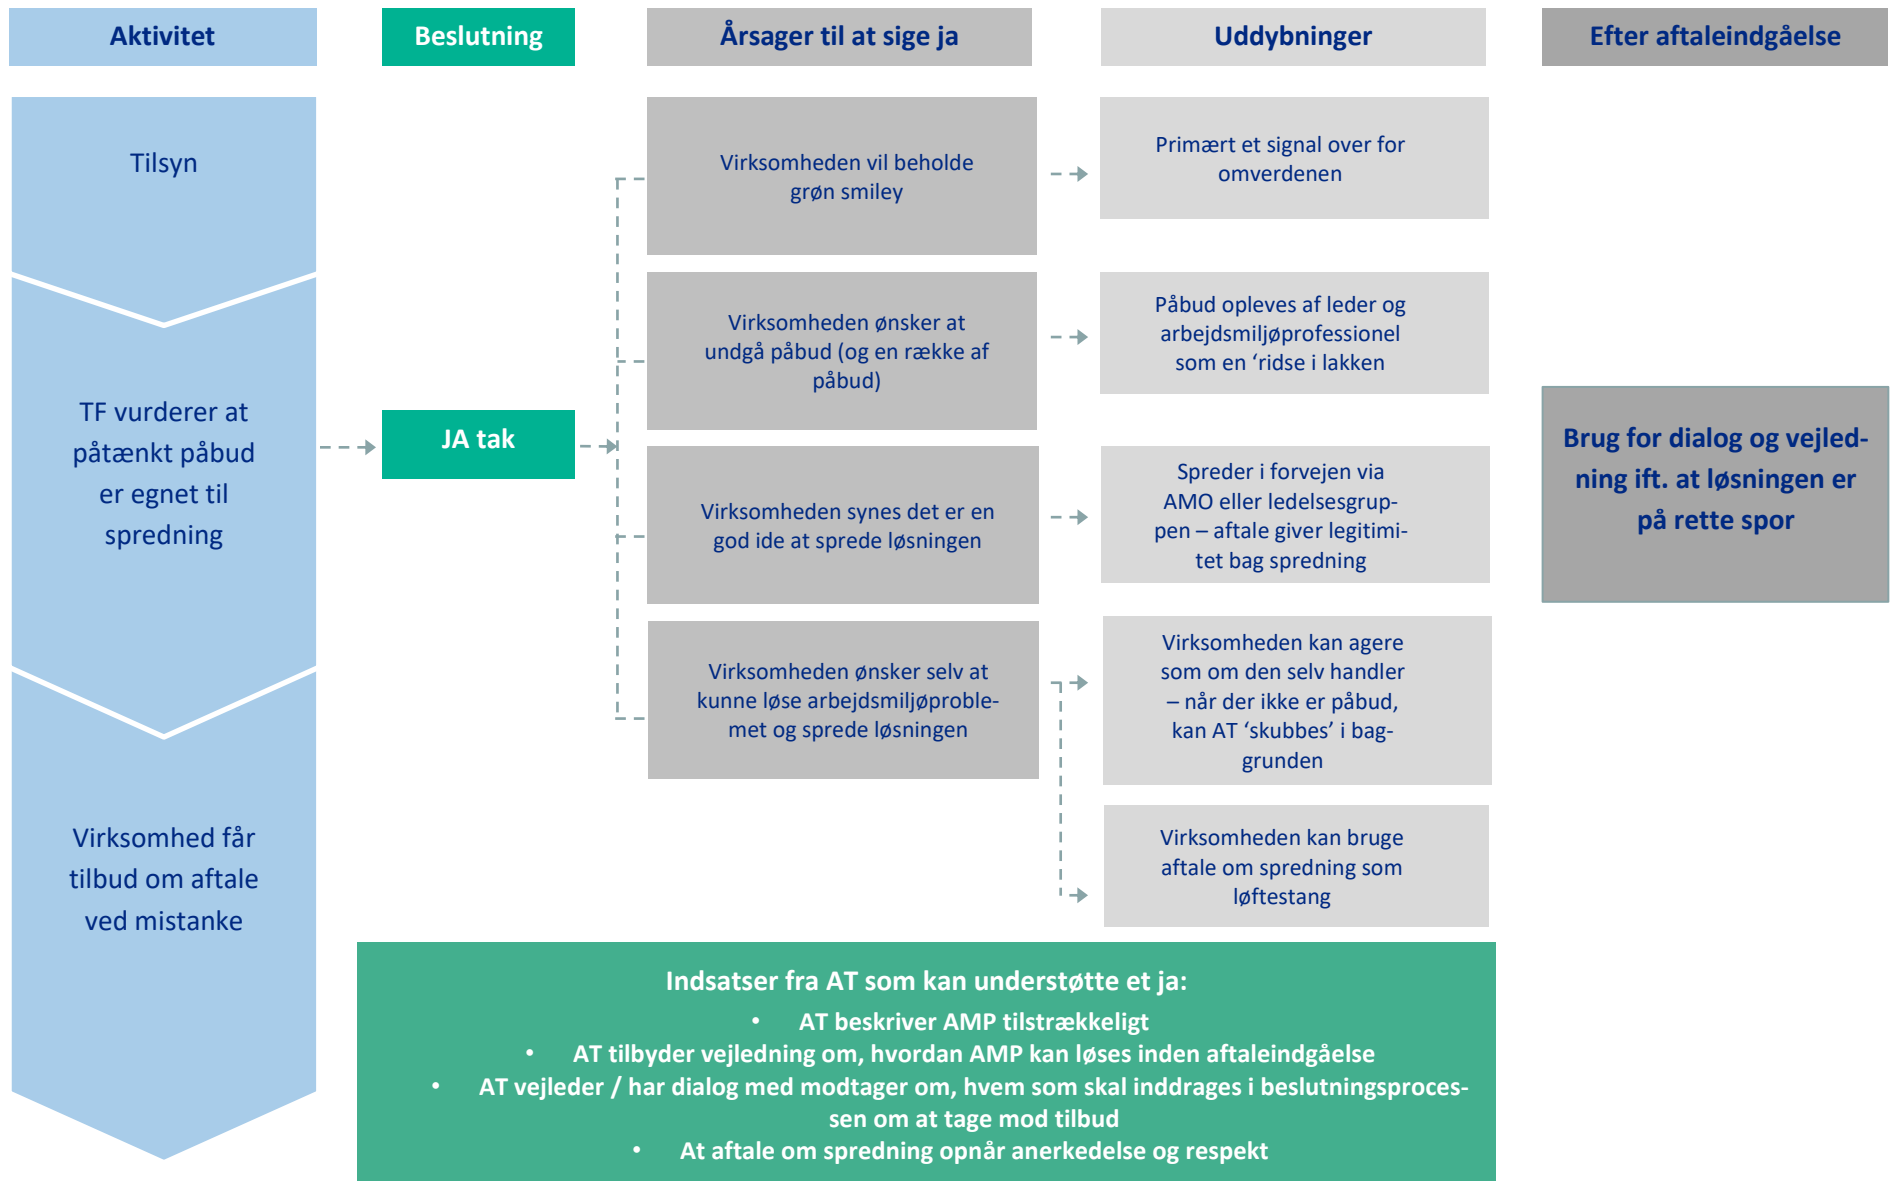 Aktivitet
Beslutning
Årsager til at sige ja
Uddybninger
Efter aftaleindgåelse
Tilsyn
TF vurderer at
påtænkt påbud
er egnet til
spredning
Virksomhed får
tilbud om aftale
ved mistanke
JA tak
Virksomheden vil beholde
grøn smiley
Virksomheden ønsker at
undgå påbud (og en række af
påbud)
Virksomheden synes det er en
god ide at sprede løsningen
Virksomheden ønsker selv at
kunne løse arbejdsmiljøproble-
met og sprede løsningen
Primært et signal over for
omverdenen
Påbud opleves af leder og
arbejdsmiljøprofessionel
som en ‘ridse i lakken
Spreder i forvejen via
AMO eller ledelsesgrup-
pen – aftale giver legitimi-
tet bag spredning
Virksomheden kan agere
som om den selv handler
– når der ikke er påbud,
kan AT ‘skubbes’ i bag-
grunden
Virksomheden kan bruge
aftale om spredning som
løftestang
Brug for dialog og vejled-
ning ift. at løsningen er
på rette spor
Indsatser fra AT som kan understøtte et ja:
• AT beskriver AMP tilstrækkeligt
• AT tilbyder vejledning om, hvordan AMP kan løses inden aftaleindgåelse
• AT vejleder / har dialog med modtager om, hvem som skal inddrages i beslutningsproces-
sen om at tage mod tilbud
• At aftale om spredning opnår anerkedelse og respekt